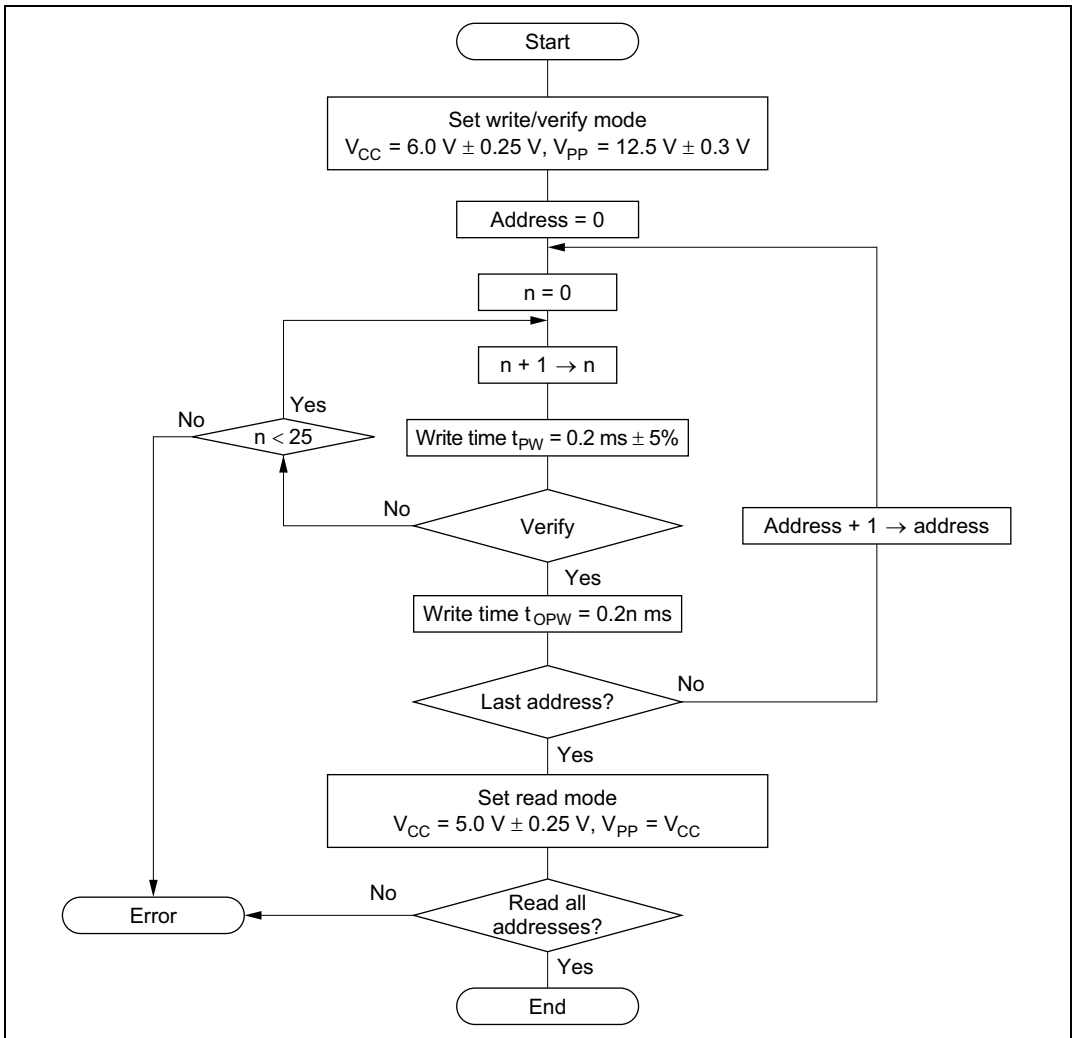 Start
Set write/verify mode
VCC = 6.0 V ± 0.25 V, VPP = 12.5 V ± 0.3 V
Address = 0
n = 0
n + 1 → n
No
Yes
n < 25
Write time tPW = 0.2 ms ± 5%
No
Verify
Address + 1 → address
Yes
Write time tOPW = 0.2n ms
Last address?
No
Yes
Set read mode
VCC = 5.0 V ± 0.25 V, VPP = VCC
No
Error
Read all
addresses?
Yes
End